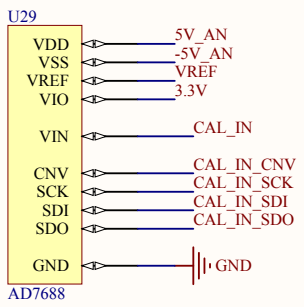 U29
VDD 5V_AN
VSS -5V_AN
VREF VREF
VIO 3.3V
VIN CAL_IN
CNV CAL_IN_CNV
SCK CAL_IN_SCK
SDI CAL_IN_SDI
SDO CAL_IN_SDO
GND GND
AD7688